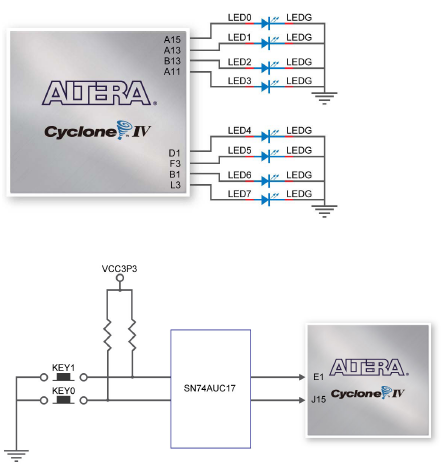 LED0 LEDG
A15
LED1 LEDG
A13
B13
LED2 LEDG
A11
LED3 LEDG
ALTERA®
Cyclone IV
LED4 LEDG
D1
LED5 LEDG
F3
B1
LED6 LEDG
L3
LED7 LEDG
VCC3P3
KEY1
KEY0
SN74AUC17
ALTERA®
E1
Cyclone IV
J15